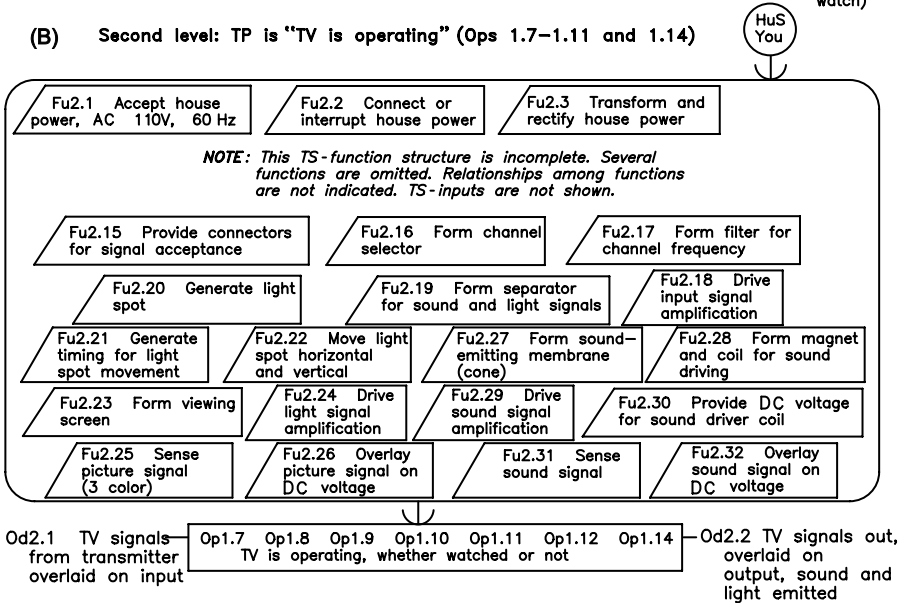 watch)
HuS
You
(B) Second level: TP is "TV is operating" (Ops 1.7–1.11 and 1.14)
Fu2.1 Accept house
power, AC 110V, 60 Hz
Fu2.2 Connect or
interrupt house power
Fu2.3 Transform and
rectify house power
NOTE: This TS-function structure is incomplete. Several
functions are omitted. Relationships among functions
are not indicated. TS-inputs are not shown.
Fu2.15 Provide connectors
for signal acceptance
Fu2.16 Form channel
selector
Fu2.17 Form filter for
channel frequency
Fu2.20 Generate light
spot
Fu2.19 Form separator
for sound and light signals
Fu2.18 Drive
input signal
amplification
Fu2.21 Generate
timing for light
spot movement
Fu2.22 Move light
spot horizontal
and vertical
Fu2.27 Form sound–
emitting membrane
(cone)
Fu2.28 Form magnet
and coil for sound
driving
Fu2.23 Form viewing
screen
Fu2.24 Drive
light signal
amplification
Fu2.29 Drive
sound signal
amplification
Fu2.30 Provide DC voltage
for sound driver coil
Fu2.25 Sense
picture signal
(3 color)
Fu2.26 Overlay
picture signal on
DC voltage
Fu2.31 Sense
sound signal
Fu2.32 Overlay
sound signal on
DC voltage
Od2.1 TV signals
from transmitter
overlaid on input
Op1.7 Op1.8 Op1.9 Op1.10 Op1.11 Op1.12 Op1.14
TV is operating, whether watched or not
Od2.2 TV signals out,
overlaid on
output, sound and
light emitted